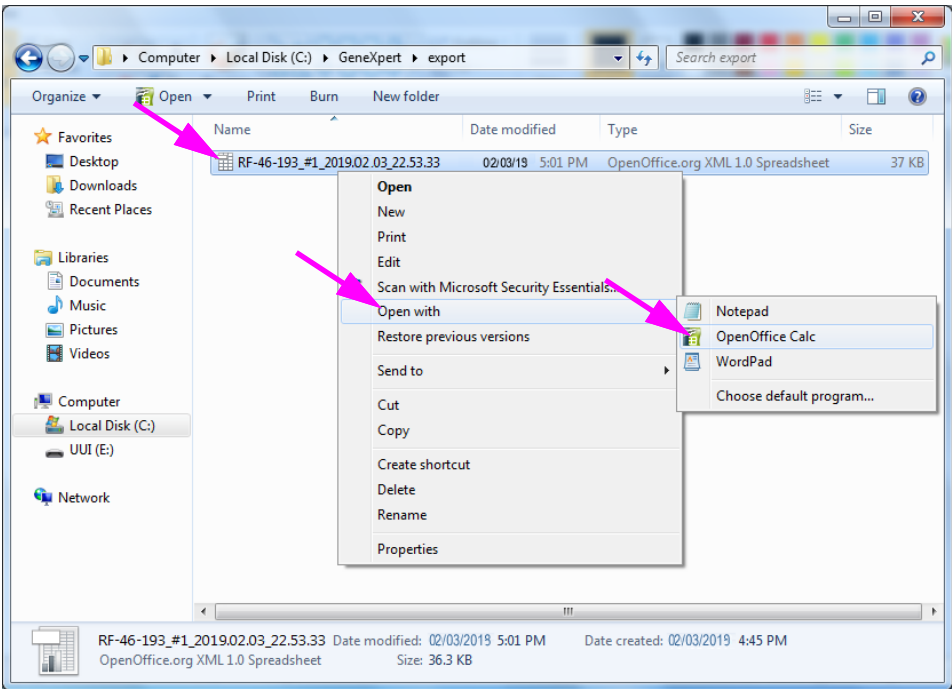 Computer Local Disk (C:) GeneXpert export
Search export
Organize Open Print Burn New folder
Favorites
Desktop
Downloads
Recent Places
Libraries
Documents
Music
Pictures
Videos
Computer
Local Disk (C:)
UUI (E:)
Network
Name Date modified Type Size
RF-46-193_#1_2019.02.03_22.53.33 02/03/19 5:01 PM OpenOffice.org XML 1.0 Spreadsheet 37 KB
Open
New
Print
Edit
Scan with Microsoft Security Essentials...
Open with
Restore previous versions
Send to
Cut
Copy
Create shortcut
Delete
Rename
Properties
Notepad
OpenOffice Calc
WordPad
Choose default program...
RF-46-193_#1_2019.02.03_22.53.33 Date modified: 02/03/2019 5:01 PM Date created: 02/03/2019 4:45 PM
OpenOffice.org XML 1.0 Spreadsheet Size: 36.3 KB